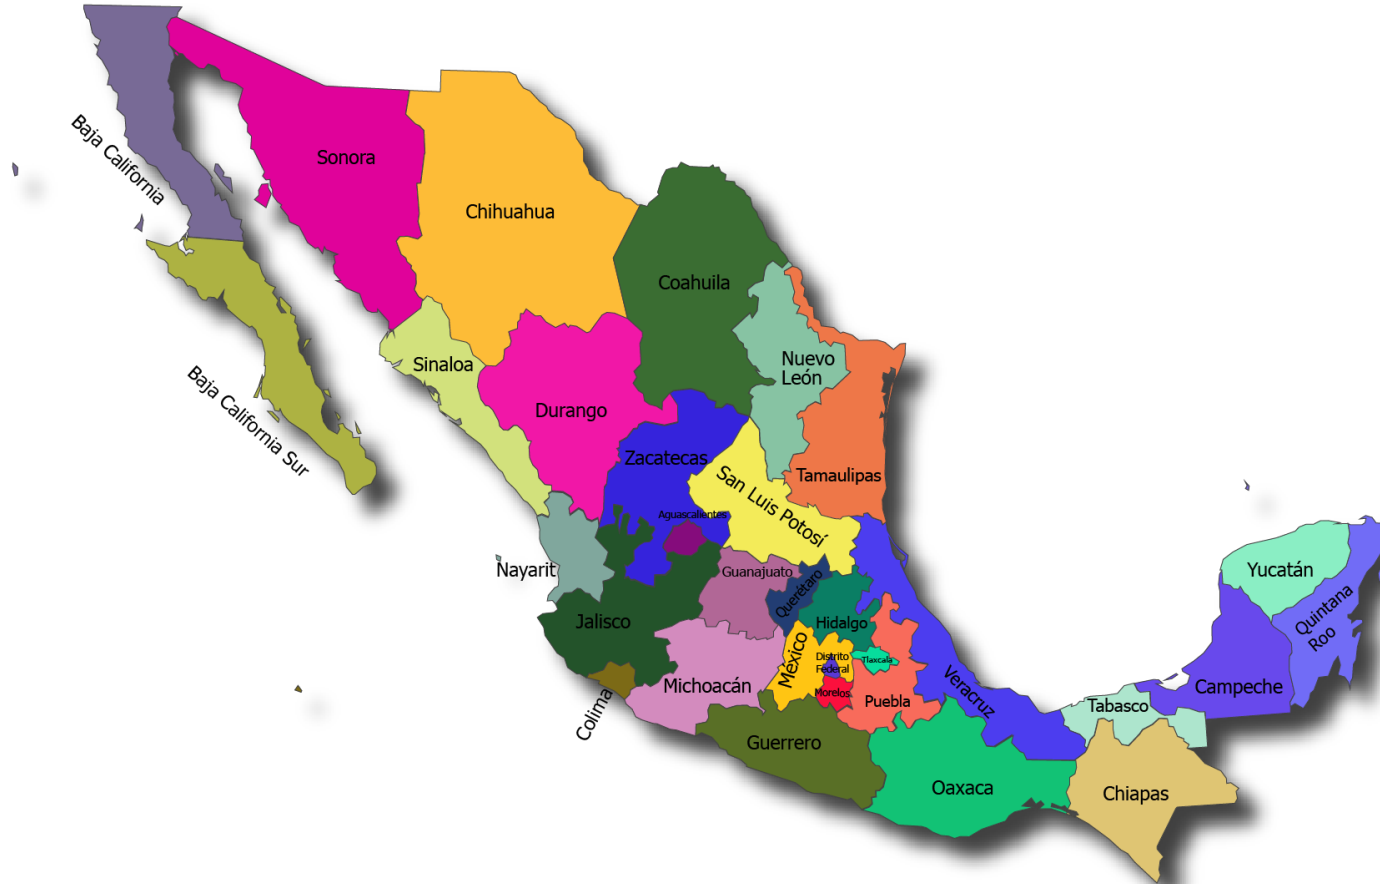 Baja California
Sonora
Chihuahua
Coahuila
Nuevo
León
Sinaloa
Durango
Baja California Sur
Zacatecas
Tamaulipas
San Luis Potosí
Aguascalientes
Nayarit
Guanajuato
Querétaro
Yucatán
Jalisco
Hidalgo
Quintana
Roo
México
Distrito
Federal
Tlaxcala
Michoacán
Morelos
Puebla
Veracruz
Campeche
Colima
Tabasco
Guerrero
Oaxaca
Chiapas